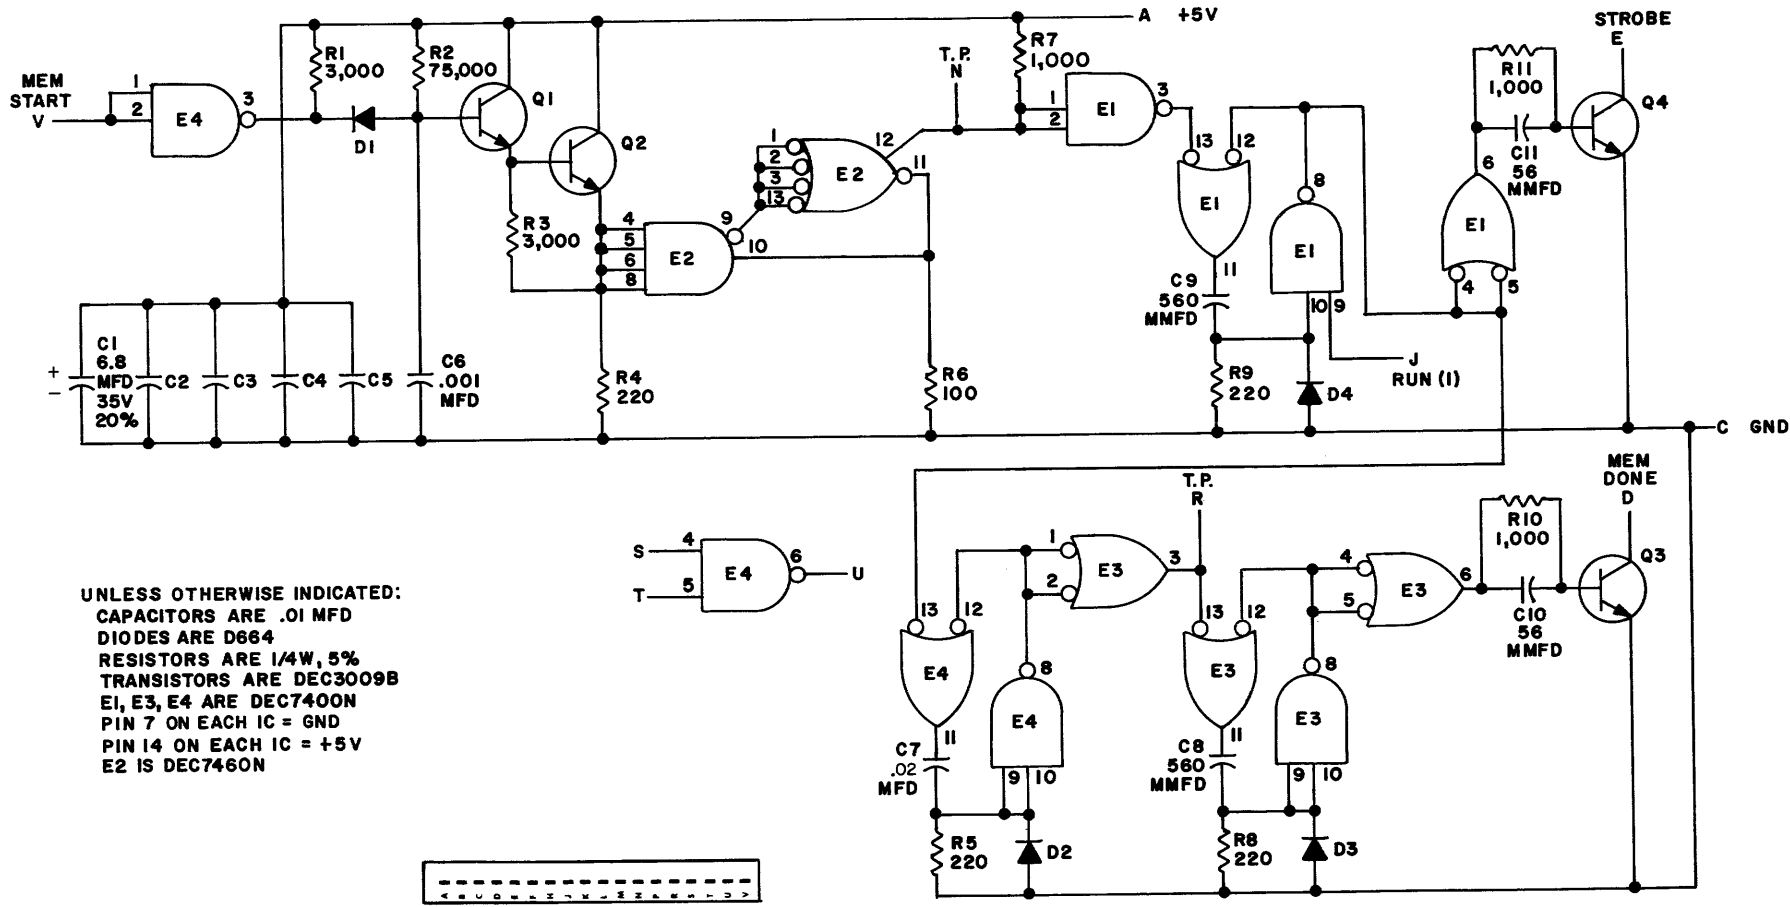 A +5V
STROBE
E
R1
3,000
R2
75,000
R7
1,000
T.P.
N
R11
1,000
MEM
START
V
1
2
3
E4
D1
Q1
Q2
Q4
1
2
3
13
E2
12
11
1
2
3
E1
13
12
E1
8
E1
10
9
6
E1
4
5
C11
56
MMFD
R3
3,000
4
5
6
8
E2
9
10
11
C9
560
MMFD
C1
6.8
MFD
35V
20%
+
–
C2
C3
C4
C5
C6
.001
MFD
R4
220
R6
100
R9
220
D4
J
RUN (1)
C GND
MEM
DONE
D
T.P.
R
R10
1,000
S
T
4
5
6
E4
U
1
2
3
E3
4
5
6
E3
Q3
C10
56
MMFD
13
12
E4
11
8
E4
9
10
13
12
E3
11
8
E3
9
10
C7
.02
MFD
C8
560
MMFD
R5
220
D2
R8
220
D3
UNLESS OTHERWISE INDICATED:
CAPACITORS ARE .01 MFD
DIODES ARE D664
RESISTORS ARE 1/4W, 5%
TRANSISTORS ARE DEC3009B
E1, E3, E4 ARE DEC7400N
PIN 7 ON EACH IC = GND
PIN 14 ON EACH IC = +5V
E2 IS DEC7460N
A B C D E F H J K L M N P R S T U V